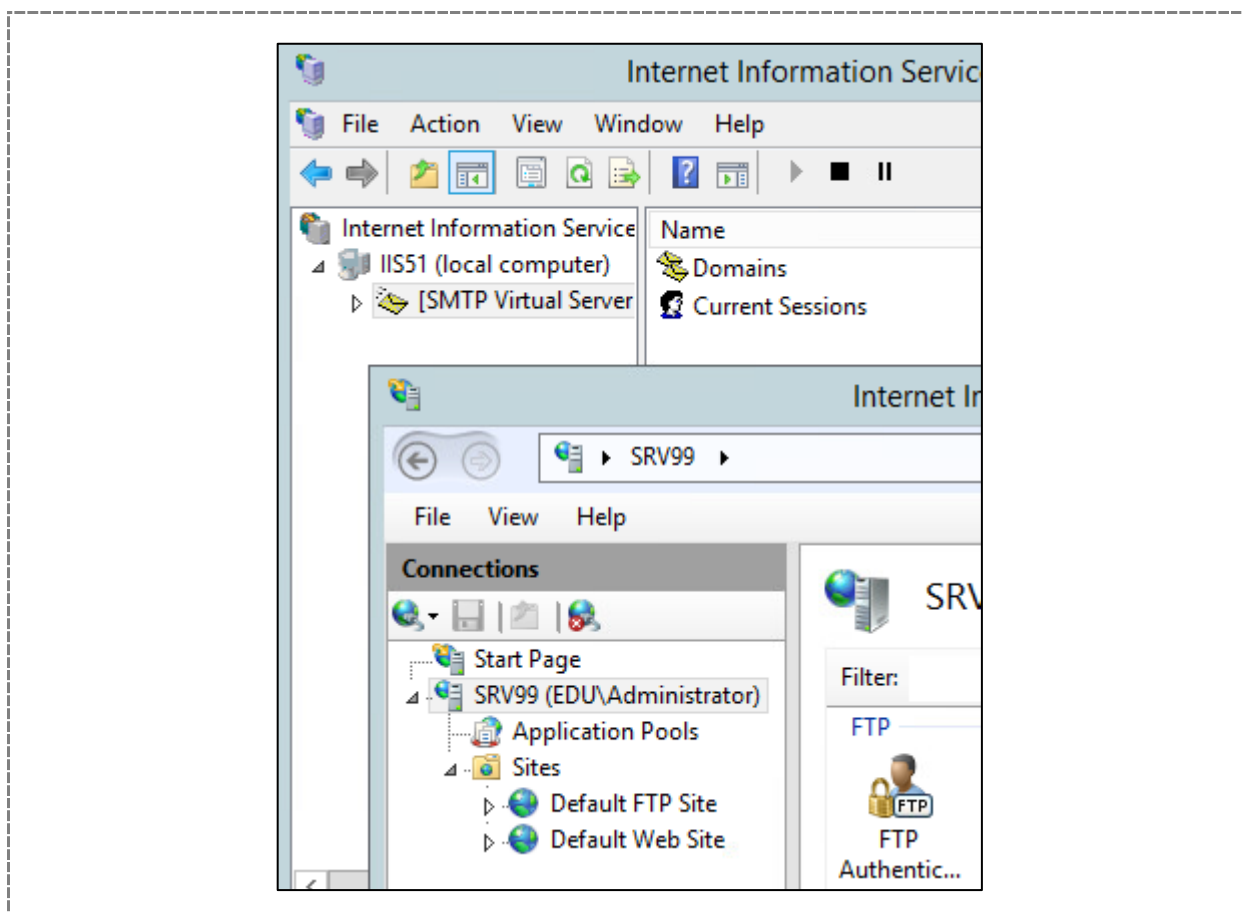 Internet Information Servic
File Action View Window Help
Internet Information Service
Name
IIS51 (local computer)
Domains
[SMTP Virtual Server
Current Sessions
Internet In
SRV99
File View Help
Connections
SRV
Start Page
Filter:
SRV99 (EDU\Administrator)
FTP
Application Pools
Sites
Default FTP Site
FTP
Default Web Site
FTP
Authentic...